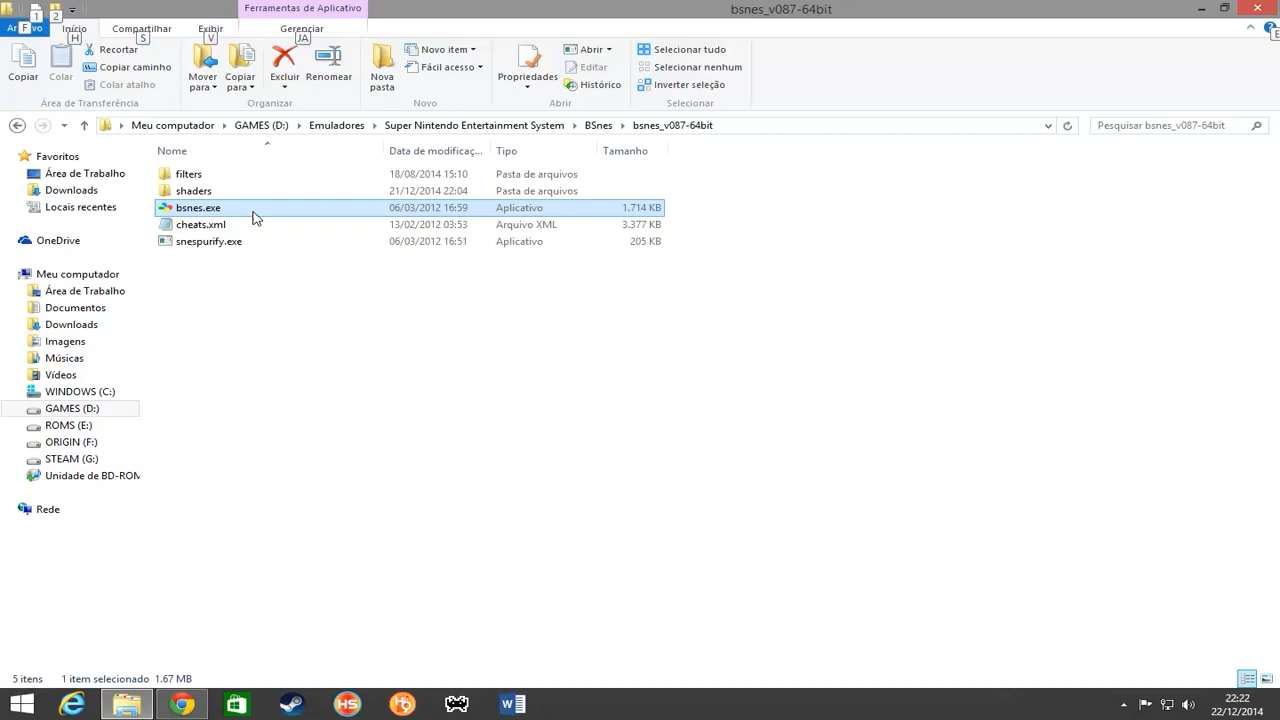 1
2
Ferramentas de Aplicativo
bsnes_v087-64bit
F
Início
Compartilhar
Exibir
Gerenciar
H
S
V
JA
E
Copiar
Colar
Recortar
Copiar caminho
Colar atalho
Área de Transferência
Mover para
Copiar para
Excluir
Renomear
Organizar
Nova pasta
Novo item
Fácil acesso
Novo
Propriedades
Abrir
Editar
Histórico
Abrir
Selecionar tudo
Selecionar nenhum
Inverter seleção
Selecionar
Meu computador GAMES (D:) Emuladores Super Nintendo Entertainment System BSnes bsnes_v087-64bit
Pesquisar bsnes_v087-64bit
Nome Data de modificaç... Tipo Tamanho
filters 18/08/2014 15:10 Pasta de arquivos
shaders 21/12/2014 22:04 Pasta de arquivos
bsnes.exe 06/03/2012 16:59 Aplicativo 1.714 KB
cheats.xml 13/02/2012 03:53 Arquivo XML 3.377 KB
snespurify.exe 06/03/2012 16:51 Aplicativo 205 KB
Favoritos
Área de Trabalho
Downloads
Locais recentes
OneDrive
Meu computador
Área de Trabalho
Documentos
Downloads
Imagens
Músicas
Vídeos
WINDOWS (C:)
GAMES (D:)
ROMS (E:)
ORIGIN (F:)
STEAM (G:)
Unidade de BD-ROM
Rede
5 itens 1 item selecionado 1.67 MB
22:22
22/12/2014